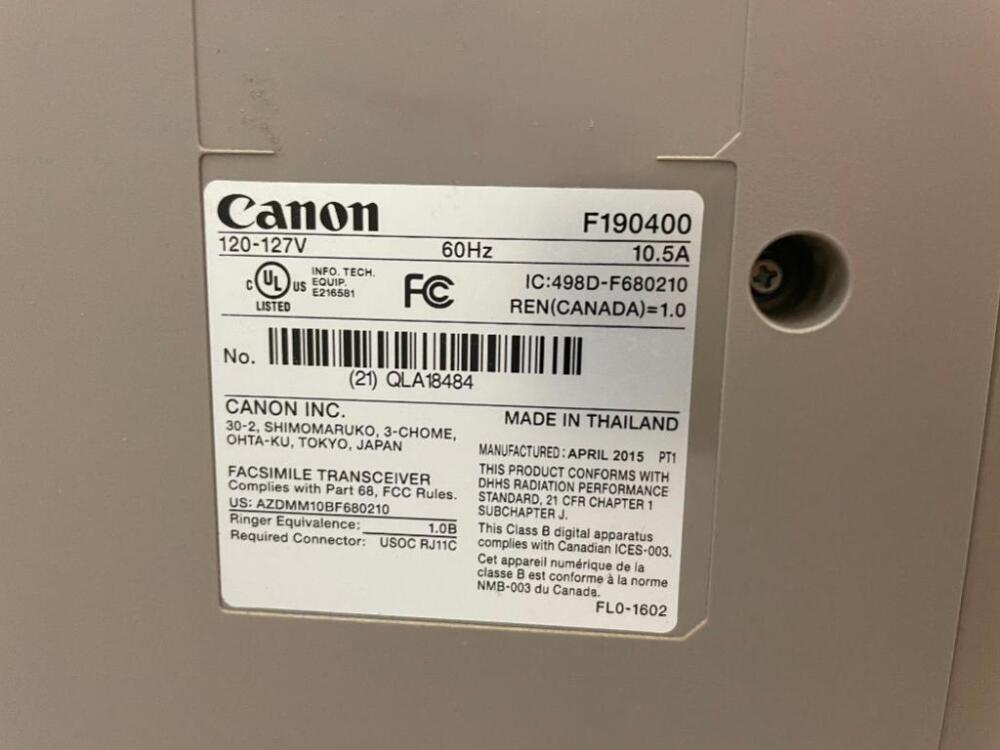 Canon F190400
120-127V 60Hz 10.5A
C UL US LISTED
INFO. TECH.
EQUIP.
E216581
FC
IC:498D-F680210
REN(CANADA)=1.0
No.
(21) QLA18484
CANON INC.
30-2, SHIMOMARUKO, 3-CHOME,
OHTA-KU, TOKYO, JAPAN
FACSIMILE TRANSCEIVER
Complies with Part 68, FCC Rules.
US: AZDMM10BF680210
Ringer Equivalence: 1.0B
Required Connector: USOC RJ11C
MADE IN THAILAND
MANUFACTURED: APRIL 2015 PT1
THIS PRODUCT CONFORMS WITH
DHHS RADIATION PERFORMANCE
STANDARD, 21 CFR CHAPTER 1
SUBCHAPTER J.
This Class B digital apparatus
complies with Canadian ICES-003.
Cet appareil numérique de la
classe B est conforme à la norme
NMB-003 du Canada.
FL0-1602